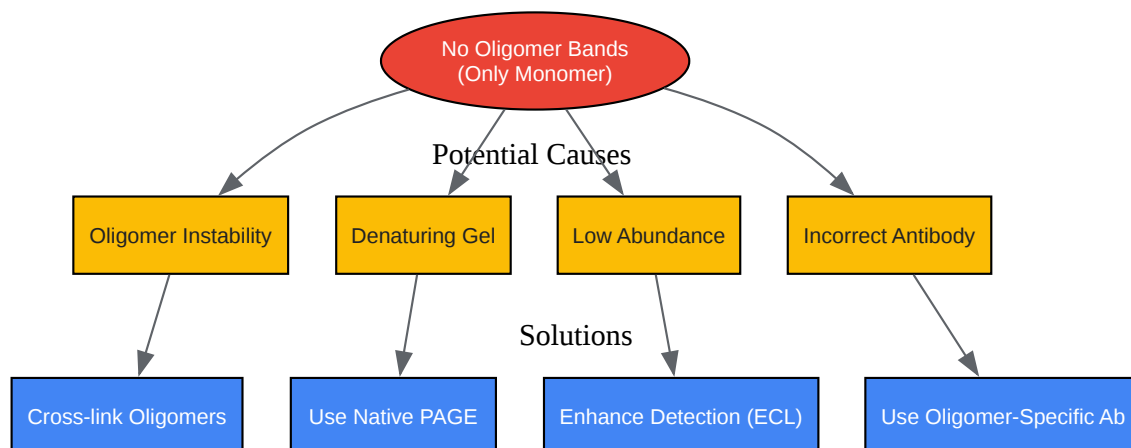 No Oligomer Bands
(Only Monomer)
Potential Causes
Oligomer Instability
Denaturing Gel
Low Abundance
Incorrect Antibody
Solutions
Cross-link Oligomers
Use Native PAGE
Enhance Detection (ECL)
Use Oligomer-Specific Ab